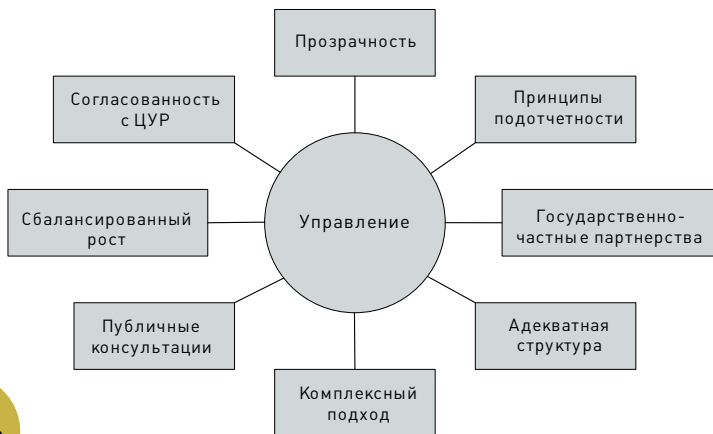 Прозрачность
Согласованность
с ЦУР
Принципы
подотчетности
Сбалансированный
рост
Управление
Государственно-
частные партнерства
Публичные
консультации
Адекватная
структура
Комплексный
подход